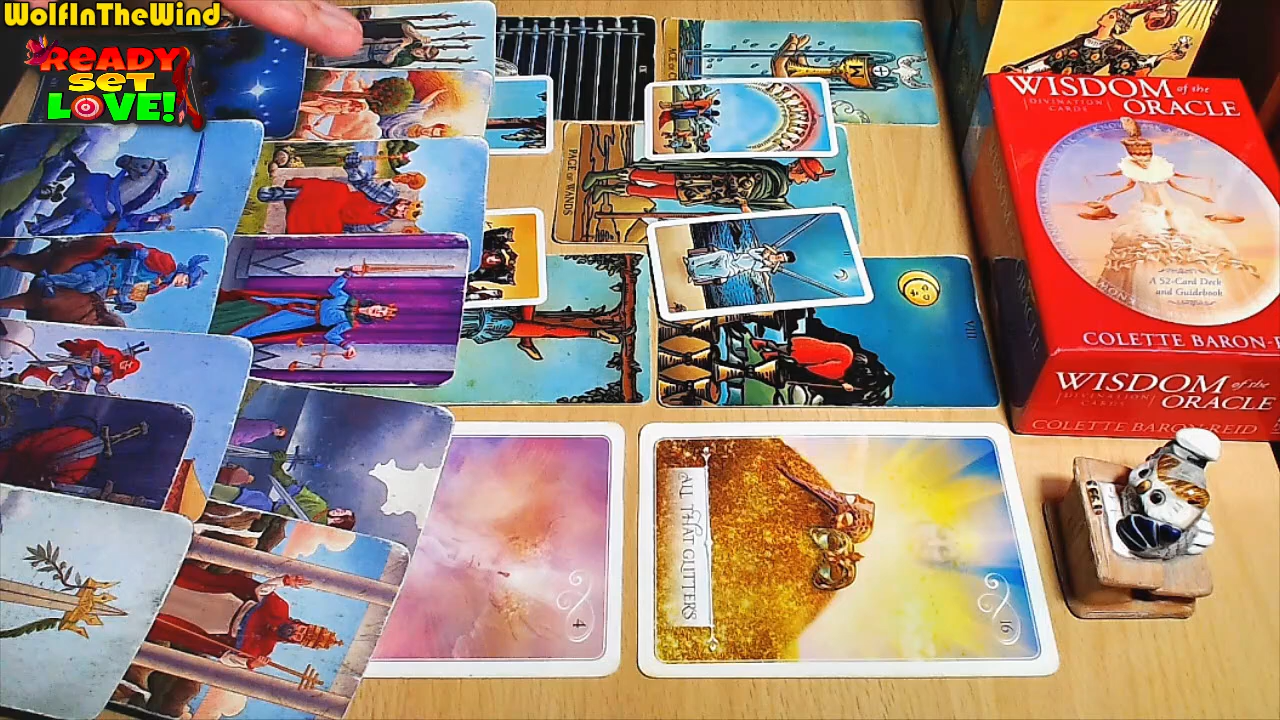 WolfInTheWind
READY
SET
LOVE!
ACE
PAGE OF WANDS
VIII
ALL THAT GLITTERS
16
4
WISDOM of the
DIVINATION CARDS
ORACLE
A 52-Card Deck
and Guidebook
COLETTE BARON-R
WISDOM of the
DIVINATION CARDS
ORACLE
COLETTE BARON-REID